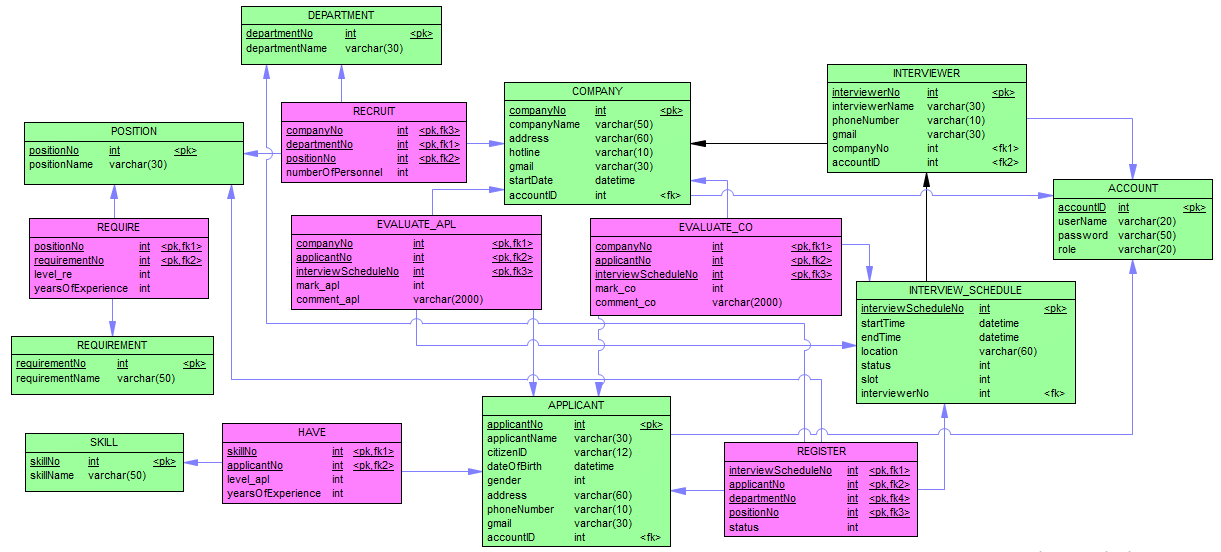 DEPARTMENT
departmentNo int <pk>
departmentName varchar(30)
INTERVIEWER
interviewerNo int <pk>
interviewerName varchar(30)
phoneNumber varchar(10)
gmail varchar(30)
companyNo int <fk1>
accountID int <fk2>
COMPANY
companyNo int <pk>
companyName varchar(50)
address varchar(60)
hotline varchar(10)
gmail varchar(30)
startDate datetime
accountID int <fk>
RECRUIT
companyNo int <pk,fk3>
departmentNo int <pk,fk1>
positionNo int <pk,fk2>
numberOfPersonnel int
POSITION
positionNo int <pk>
positionName varchar(30)
ACCOUNT
accountID int <pk>
userName varchar(20)
password varchar(50)
role varchar(20)
REQUIRE
positionNo int <pk,fk1>
requirementNo int <pk,fk2>
level_re int
yearsOfExperience int
EVALUATE_APL
companyNo int <pk,fk1>
applicantNo int <pk,fk2>
interviewScheduleNo int <pk,fk3>
mark_apl int
comment_apl varchar(2000)
EVALUATE_CO
companyNo int <pk,fk1>
applicantNo int <pk,fk2>
interviewScheduleNo int <pk,fk3>
mark_co int
comment_co varchar(2000)
INTERVIEW_SCHEDULE
interviewScheduleNo int <pk>
startTime datetime
endTime datetime
location varchar(60)
status int
slot int
interviewerNo int <fk>
REQUIREMENT
requirementNo int <pk>
requirementName varchar(50)
APPLICANT
applicantNo int <pk>
applicantName varchar(30)
citizenID varchar(12)
dateOfBirth datetime
gender int
address varchar(60)
phoneNumber varchar(10)
gmail varchar(30)
accountID int <fk>
HAVE
skillNo int <pk,fk1>
applicantNo int <pk,fk2>
level_apl int
yearsOfExperience int
SKILL
skillNo int <pk>
skillName varchar(50)
REGISTER
interviewScheduleNo int <pk,fk1>
applicantNo int <pk,fk2>
departmentNo int <pk,fk4>
positionNo int <pk,fk3>
status int